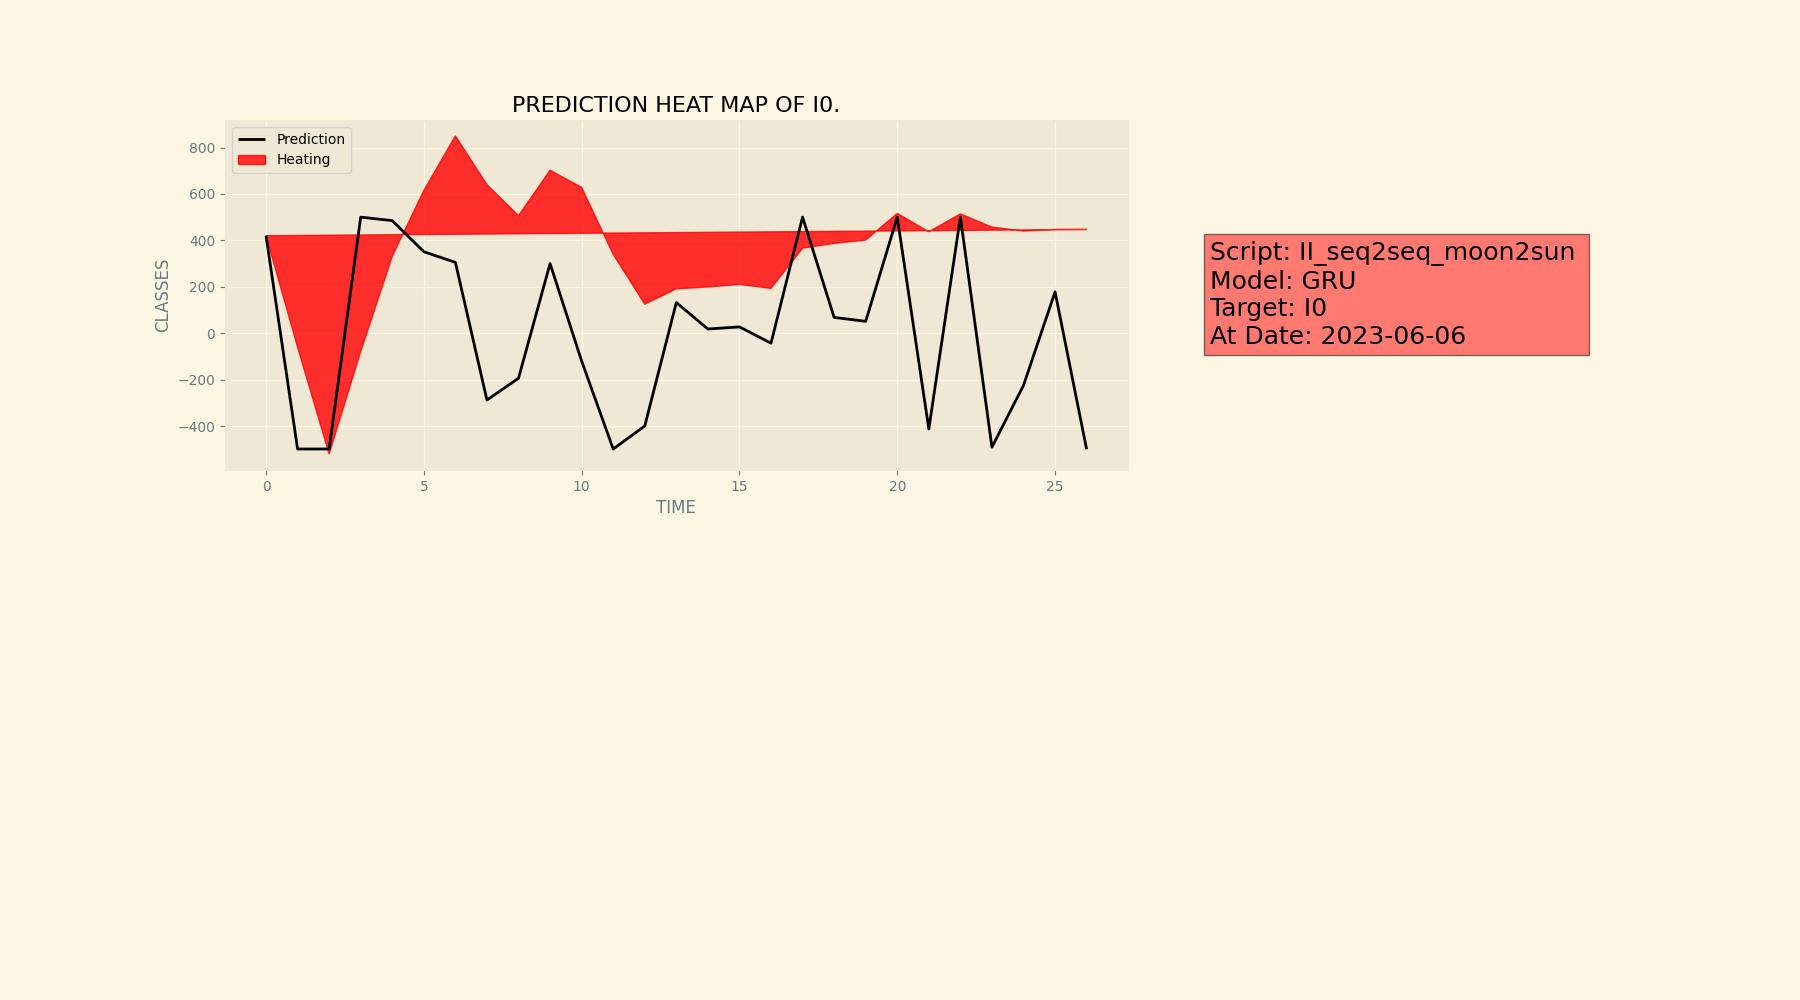 PREDICTION HEAT MAP OF I0.
Prediction
Heating
800
600
400
200
0
−200
−400
CLASSES
0 5 10 15 20 25
TIME
Script: II_seq2seq_moon2sun
Model: GRU
Target: I0
At Date: 2023-06-06